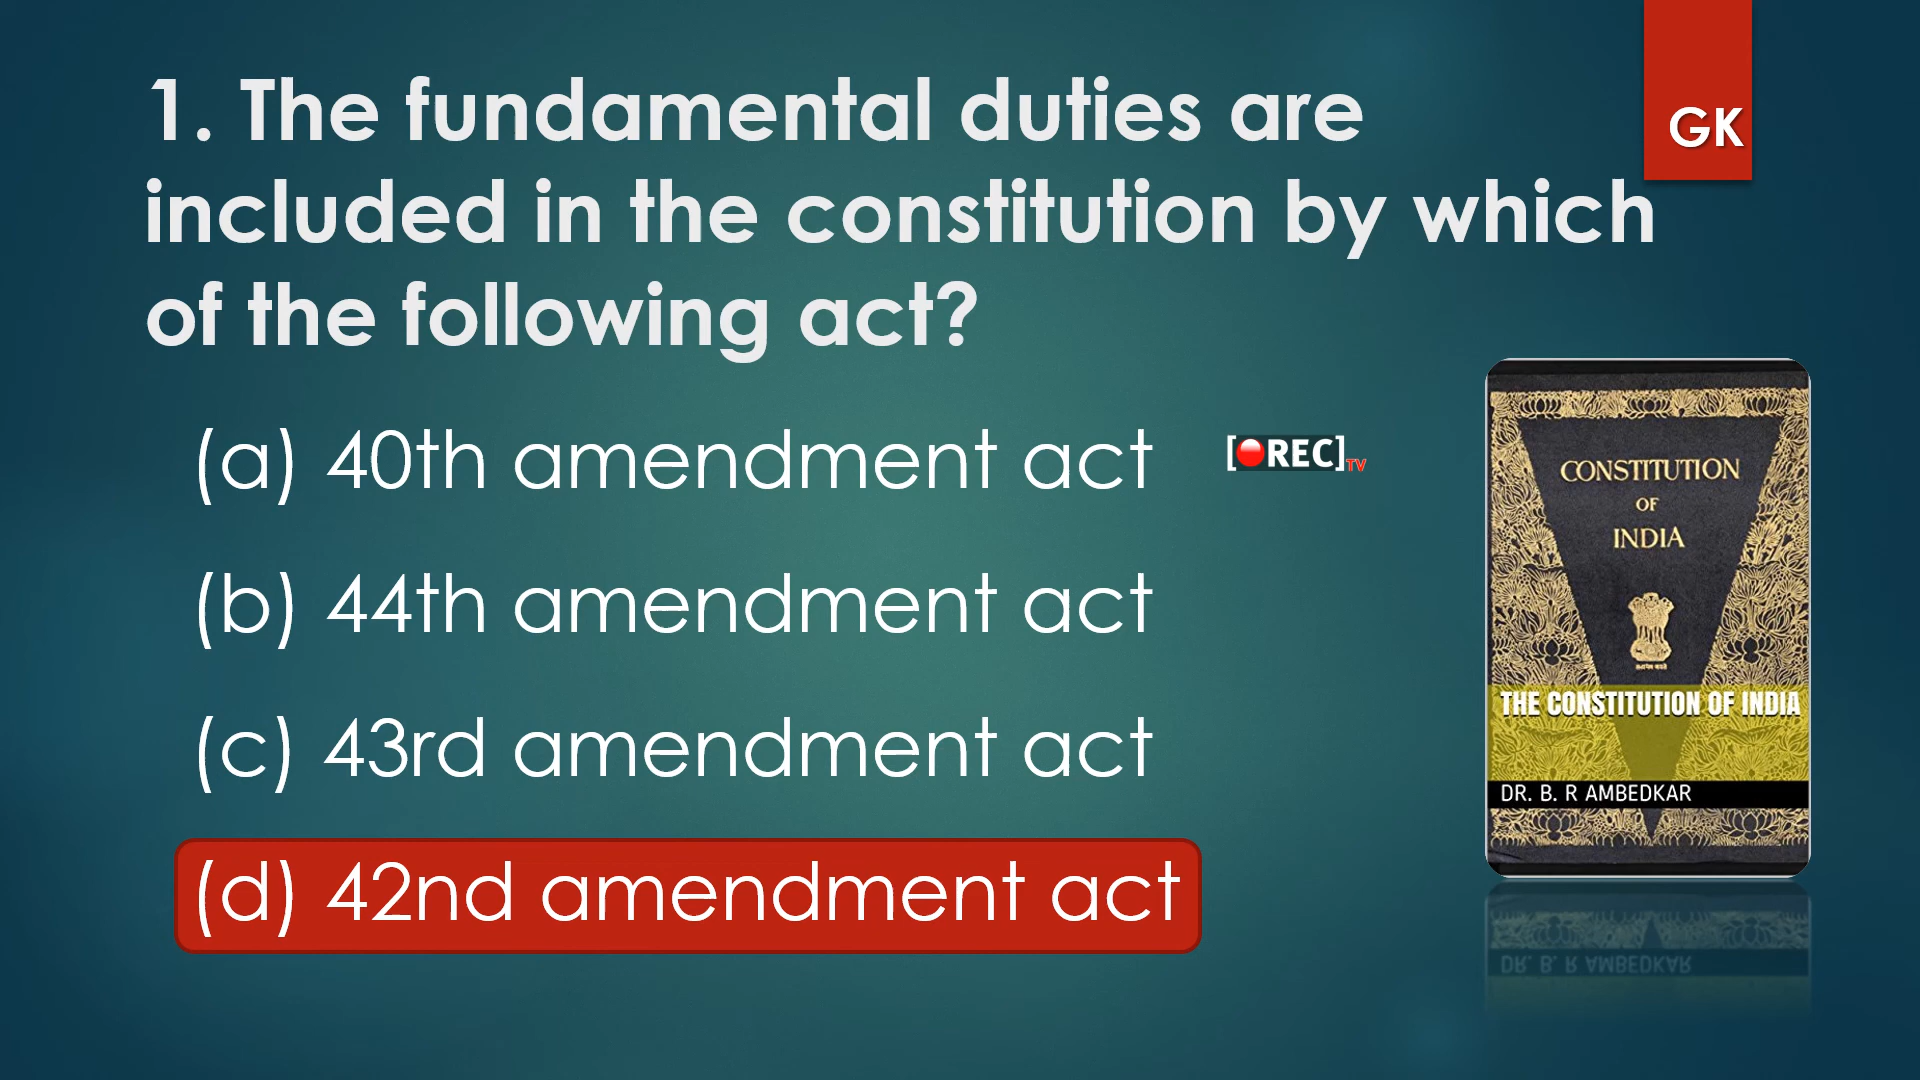 1. The fundamental duties are
included in the constitution by which
of the following act?
GK
(a) 40th amendment act
[REC]TV
(b) 44th amendment act
(c) 43rd amendment act
(d) 42nd amendment act
CONSTITUTION
OF
INDIA
THE CONSTITUTION OF INDIA
DR. B. R AMBEDKAR